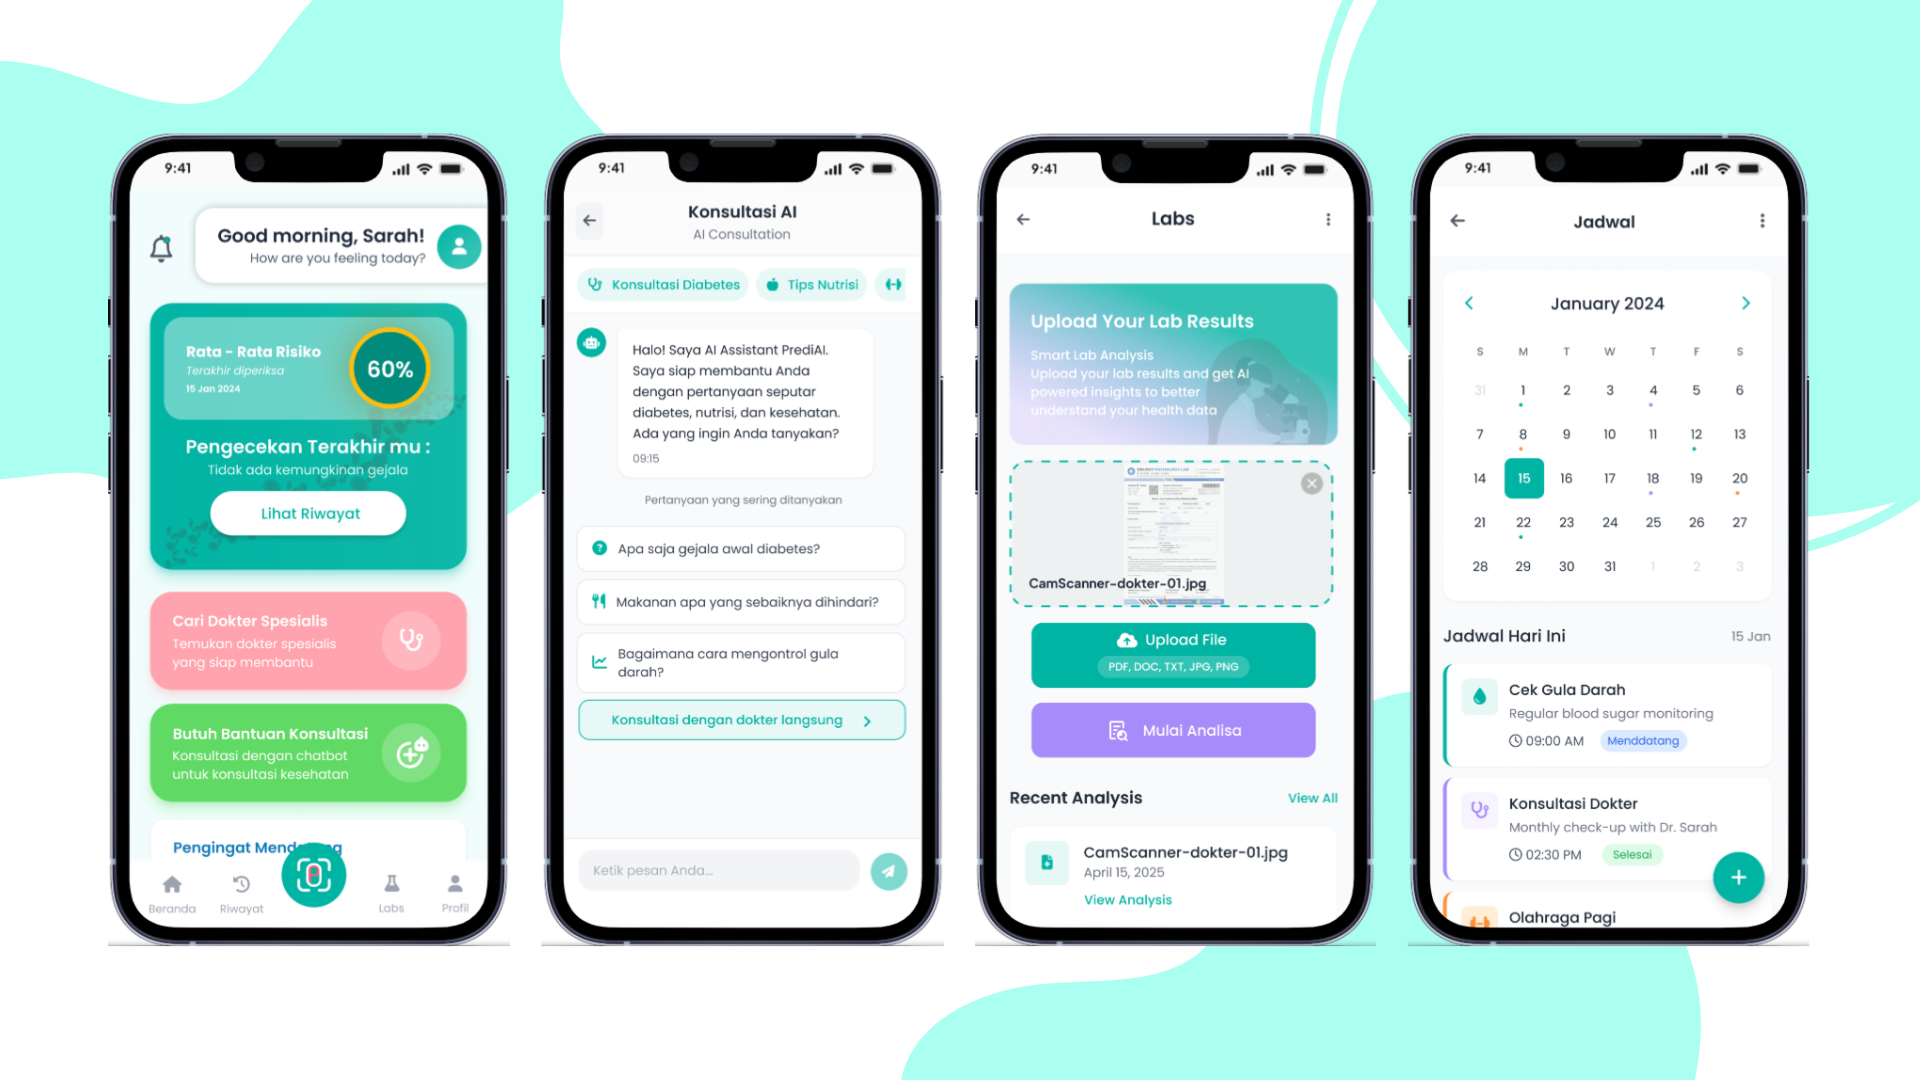 9:41
Good morning, Sarah!
How are you feeling today?
Rata - Rata Risiko
Terakhir diperiksa
15 Jan 2024
60%
Pengecekan Terakhir mu :
Tidak ada kemungkinan gejala
Lihat Riwayat
Cari Dokter Spesialis
Temukan dokter spesialis
yang siap membantu
Butuh Bantuan Konsultasi
Konsultasi dengan chatbot
untuk konsultasi kesehatan
Pengingat Mend
g
Beranda
Riwayat
Labs
Profil
9:41
Konsultasi AI
AI Consultation
Konsultasi Diabetes
Tips Nutrisi
Halo! Saya AI Assistant PrediAI.
Saya siap membantu Anda
dengan pertanyaan seputar
diabetes, nutrisi, dan kesehatan.
Ada yang ingin Anda tanyakan?
09:15
Pertanyaan yang sering ditanyakan
Apa saja gejala awal diabetes?
Makanan apa yang sebaiknya dihindari?
Bagaimana cara mengontrol gula
darah?
Konsultasi dengan dokter langsung
Ketik pesan Anda...
9:41
Labs
Upload Your Lab Results
Smart Lab Analysis
Upload your lab results and get AI
powered insights to better
understand your health data
CamScanner-dokter-01.jpg
Upload File
PDF, DOC, TXT, JPG, PNG
Mulai Analisa
Recent Analysis
View All
CamScanner-dokter-01.jpg
April 15, 2025
View Analysis
9:41
Jadwal
January 2024
S M T W T F S
31 1 2 3 4 5 6
7 8 9 10 11 12 13
14 15 16 17 18 19 20
21 22 23 24 25 26 27
28 29 30 31 1 2 3
Jadwal Hari Ini
15 Jan
Cek Gula Darah
Regular blood sugar monitoring
09:00 AM
Menddatang
Konsultasi Dokter
Monthly check-up with Dr. Sarah
02:30 PM
Selesai
Olahraga Pagi